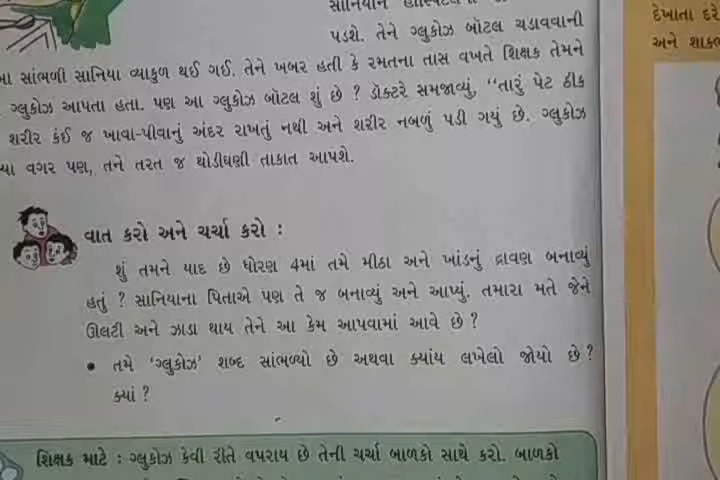 પડશે. તેને ગ્લુકોઝ બૉટલ ચડાવવાની
સાંભળી સાનિયા વ્યાકુળ થઈ ગઈ. તેને ખબર હતી કે રમતના તાસ વખતે શિક્ષક તેમને
ગ્લુકોઝ આપતા હતા. પણ આ ગ્લુકોઝ બૉટલ શું છે ? ડૉક્ટરે સમજાવ્યું, “તારું પેટ ઠીક
શરીર કંઈ જ ખાવા-પીવાનું અંદર રાખતું નથી અને શરીર નબળું પડી ગયું છે. ગ્લુકોઝ
વગર પણ, તને તરત જ થોડીઘણી તાકાત આપશે.
વાત કરો અને ચર્ચા કરો :
શું તમને યાદ છે ધોરણ 4માં તમે મીઠા અને ખાંડનું દ્રાવણ બનાવ્યું
હતું ? સાનિયાના પિતાએ પણ તે જ બનાવ્યું અને આપ્યું. તમારા મતે જેને
ઊલટી અને ઝાડા થાય તેને આ કેમ આપવામાં આવે છે ?
• તમે ‘ગ્લુકોઝ’ શબ્દ સાંભળ્યો છે અથવા ક્યાંય લખેલો જોયો છે ?
ક્યાં ?
શિક્ષક માટે : ગ્લુકોઝ કેવી રીતે વપરાય છે તેની ચર્ચા બાળકો સાથે કરો. બાળકો
દેખાતા
અને